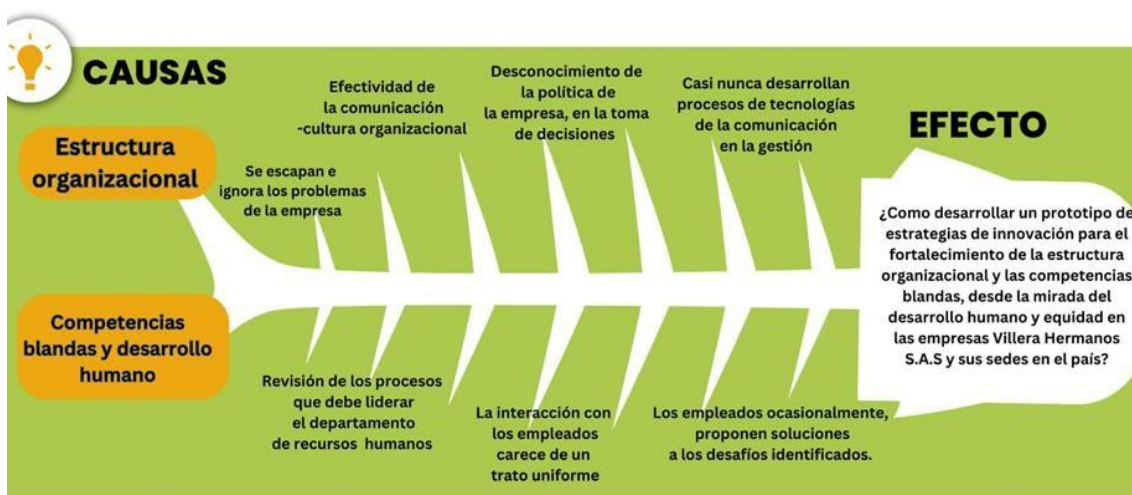 CAUSAS
Estructura
organizacional
Se escapan e
ignora los problemas
de la empresa
Efectividad de
la comunicación
-cultura organizacional
Desconocimiento de
la política de
la empresa, en la toma
de decisiones
Casi nunca desarrollan
procesos de tecnologías
de la comunicación
en la gestión
EFECTO
¿Como desarrollar un prototipo de
estrategias de innovación para el
fortalecimiento de la estructura
organizacional y las competencias
blandas, desde la mirada del
desarrollo humano y equidad en
las empresas Villera Hermanos
S.A.S y sus sedes en el país?
Competencias
blandas y desarrollo
humano
Revisión de los procesos
que debe liderar
el departamento
de recursos humanos
La interacción con
los empleados
carece de un
trato uniforme
Los empleados ocasionalmente,
proponen soluciones
a los desafíos identificados.